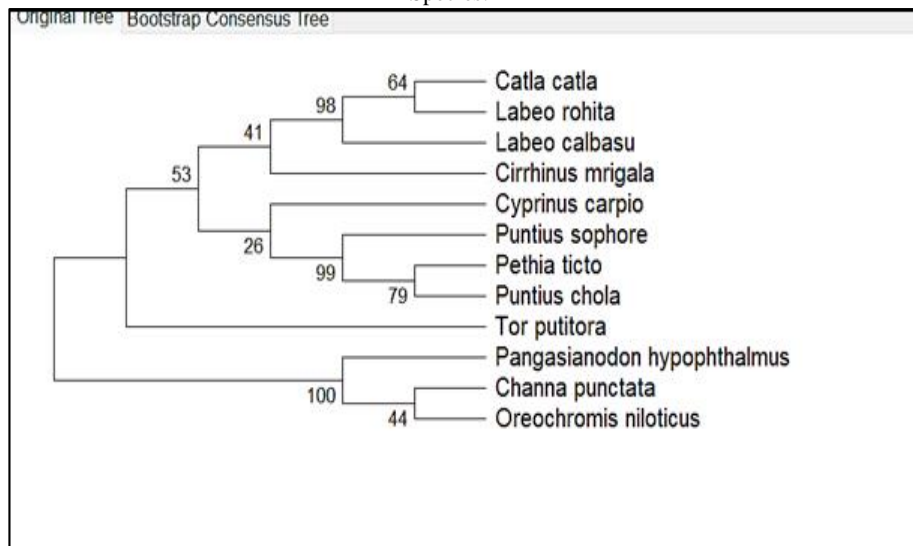 Original Tree Bootstrap Consensus Tree
64 Catla catla
Labeo rohita
98
Labeo calbasu
41
Cirrhinus mrigala
53
Cyprinus carpio
Puntius sophore
26
Pethia ticto
99
Puntius chola
79
Tor putitora
Pangasianodon hypophthalmus
Channa punctata
100
Oreochromis niloticus
44